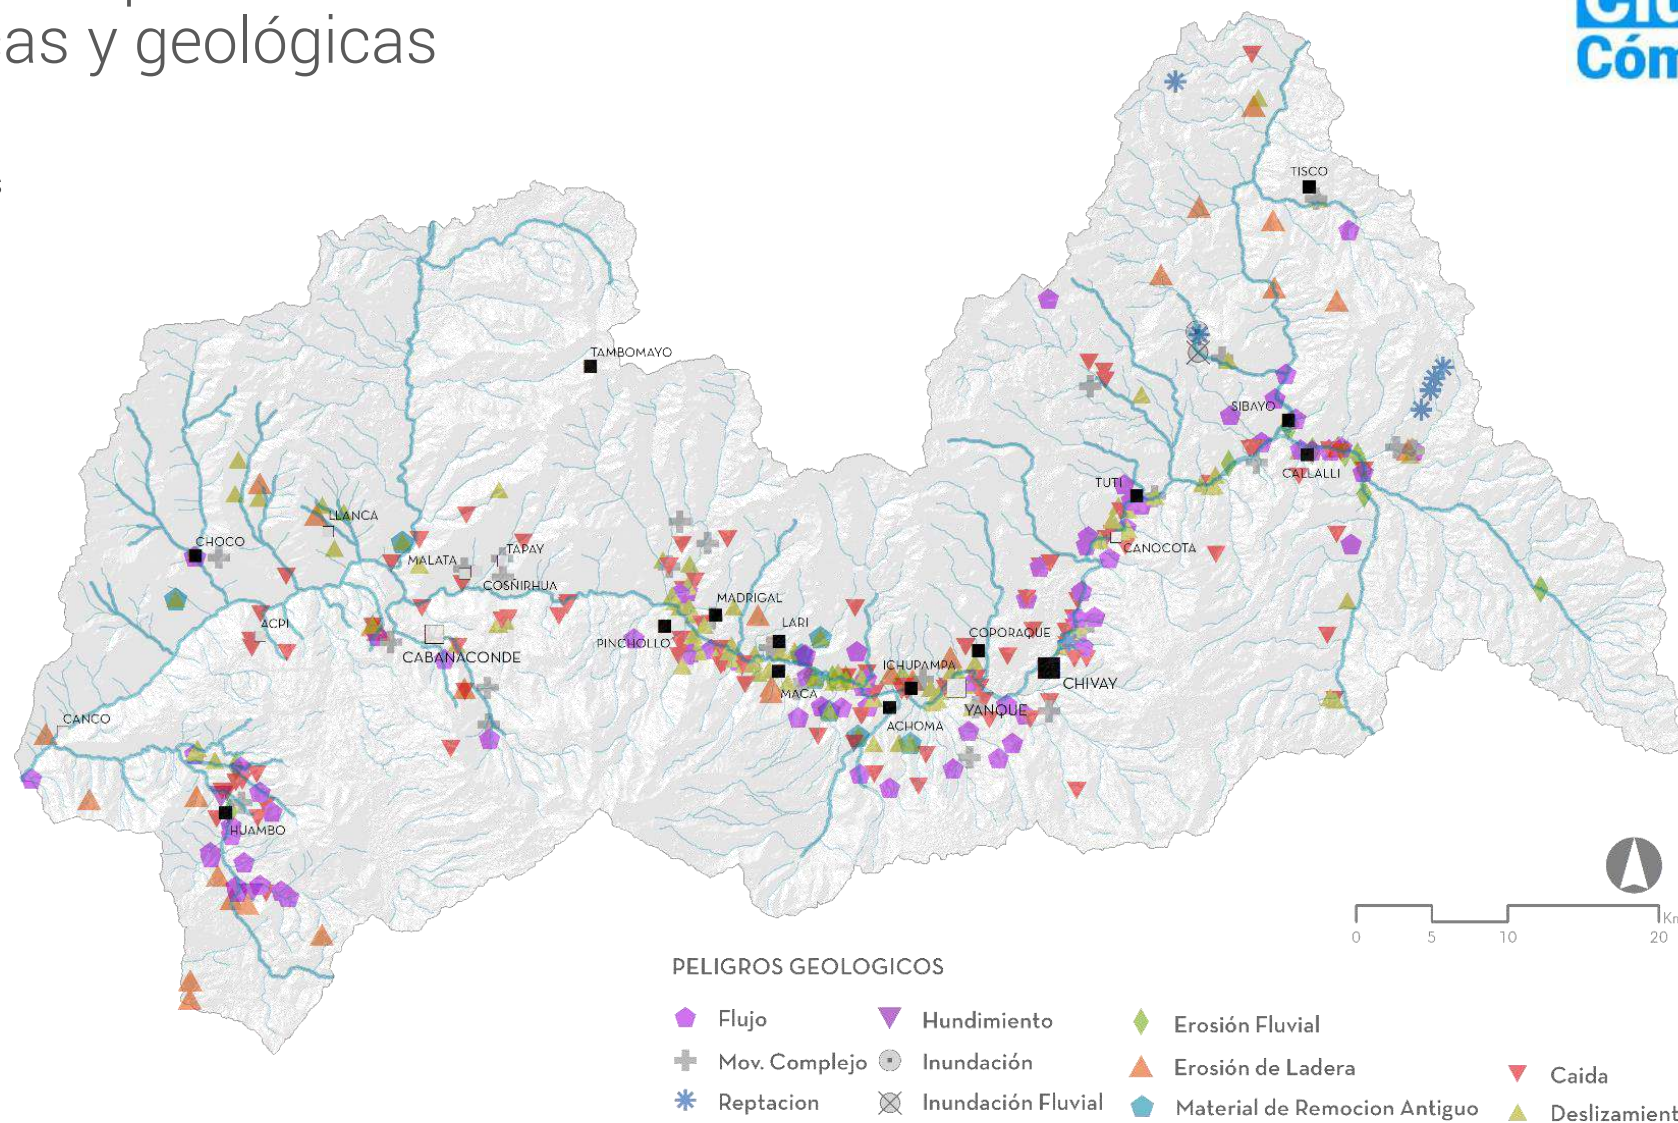 y geológicas
TISCO
TAMBOMAYO
SIBAYO
CALLALLI
TUTI
LLANCA
CHOCO
TAPAY
MALATA
CANOCOTA
COSÑIRHUA
MADRIGAL
ACPI
LARI
PINCHOLLO
COPORAQUE
CABANACONDE
ICHUPAMPA
CHIVAY
MACA
YANQUE
CANCO
ACHOMA
HUAMBO
0 5 10 20
PELIGROS GEOLOGICOS
Flujo Hundimiento Erosión Fluvial
Mov. Complejo Inundación Erosión de Ladera Caida
Reptacion Inundación Fluvial Material de Remocion Antiguo